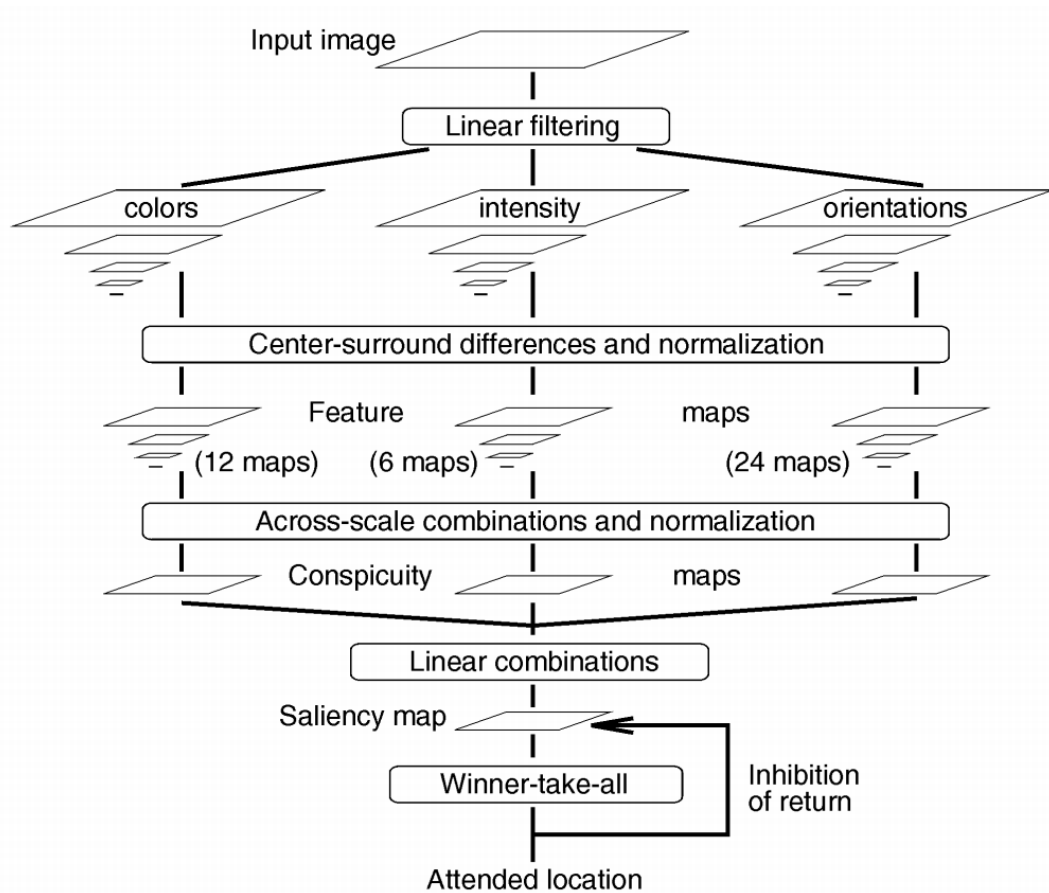 Input image
Linear filtering
colors
intensity
orientations
Center-surround differences and normalization
Feature maps
(12 maps)
(6 maps)
(24 maps)
Across-scale combinations and normalization
Conspicuity maps
Linear combinations
Saliency map
Winner-take-all
Inhibition
of return
Attended location